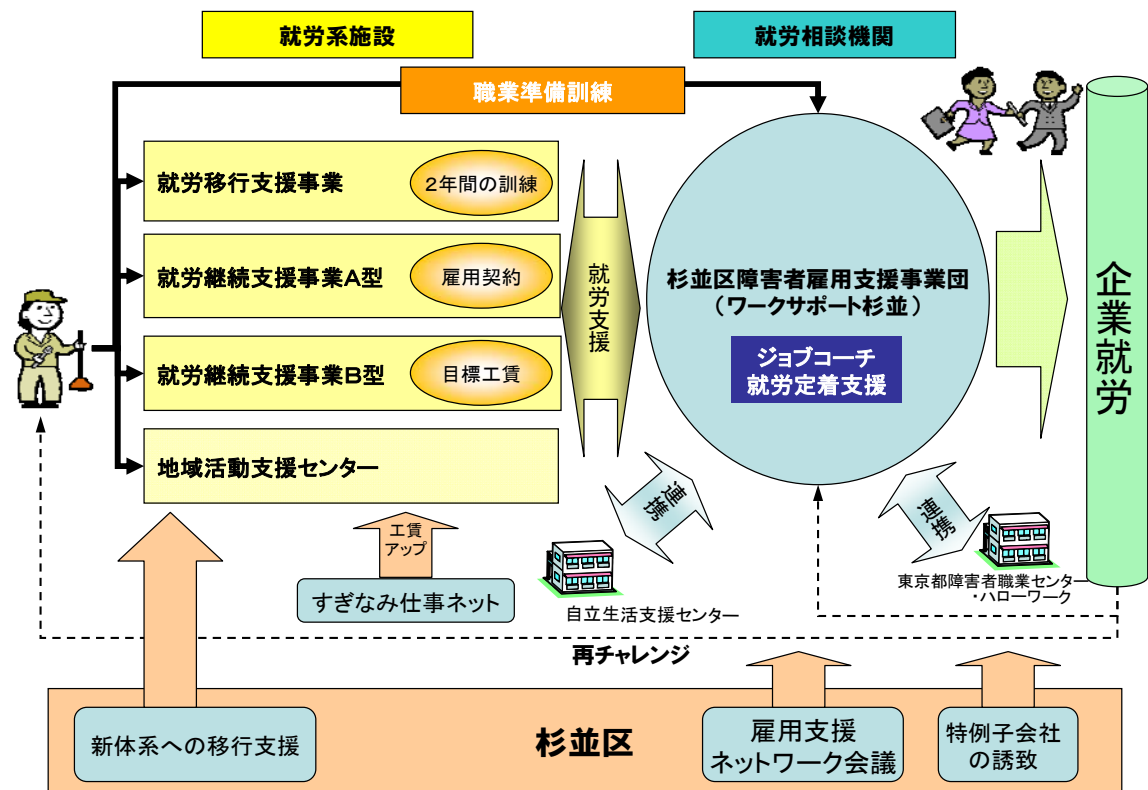 就労系施設
就労相談機関
職業準備訓練
就労移行支援事業
2年間の訓練
就労継続支援事業A型
雇用契約
就労継続支援事業B型
目標工賃
地域活動支援センター
就労支援
杉並区障害者雇用支援事業団
（ワークサポート杉並）
ジョブコーチ
就労定着支援
企業就労
連携
連携
工賃
アップ
すぎなみ仕事ネット
自立生活支援センター
東京都障害者職業センター
・ハローワーク
再チャレンジ
新体系への移行支援
杉並区
雇用支援
ネットワーク会議
特例子会社
の誘致